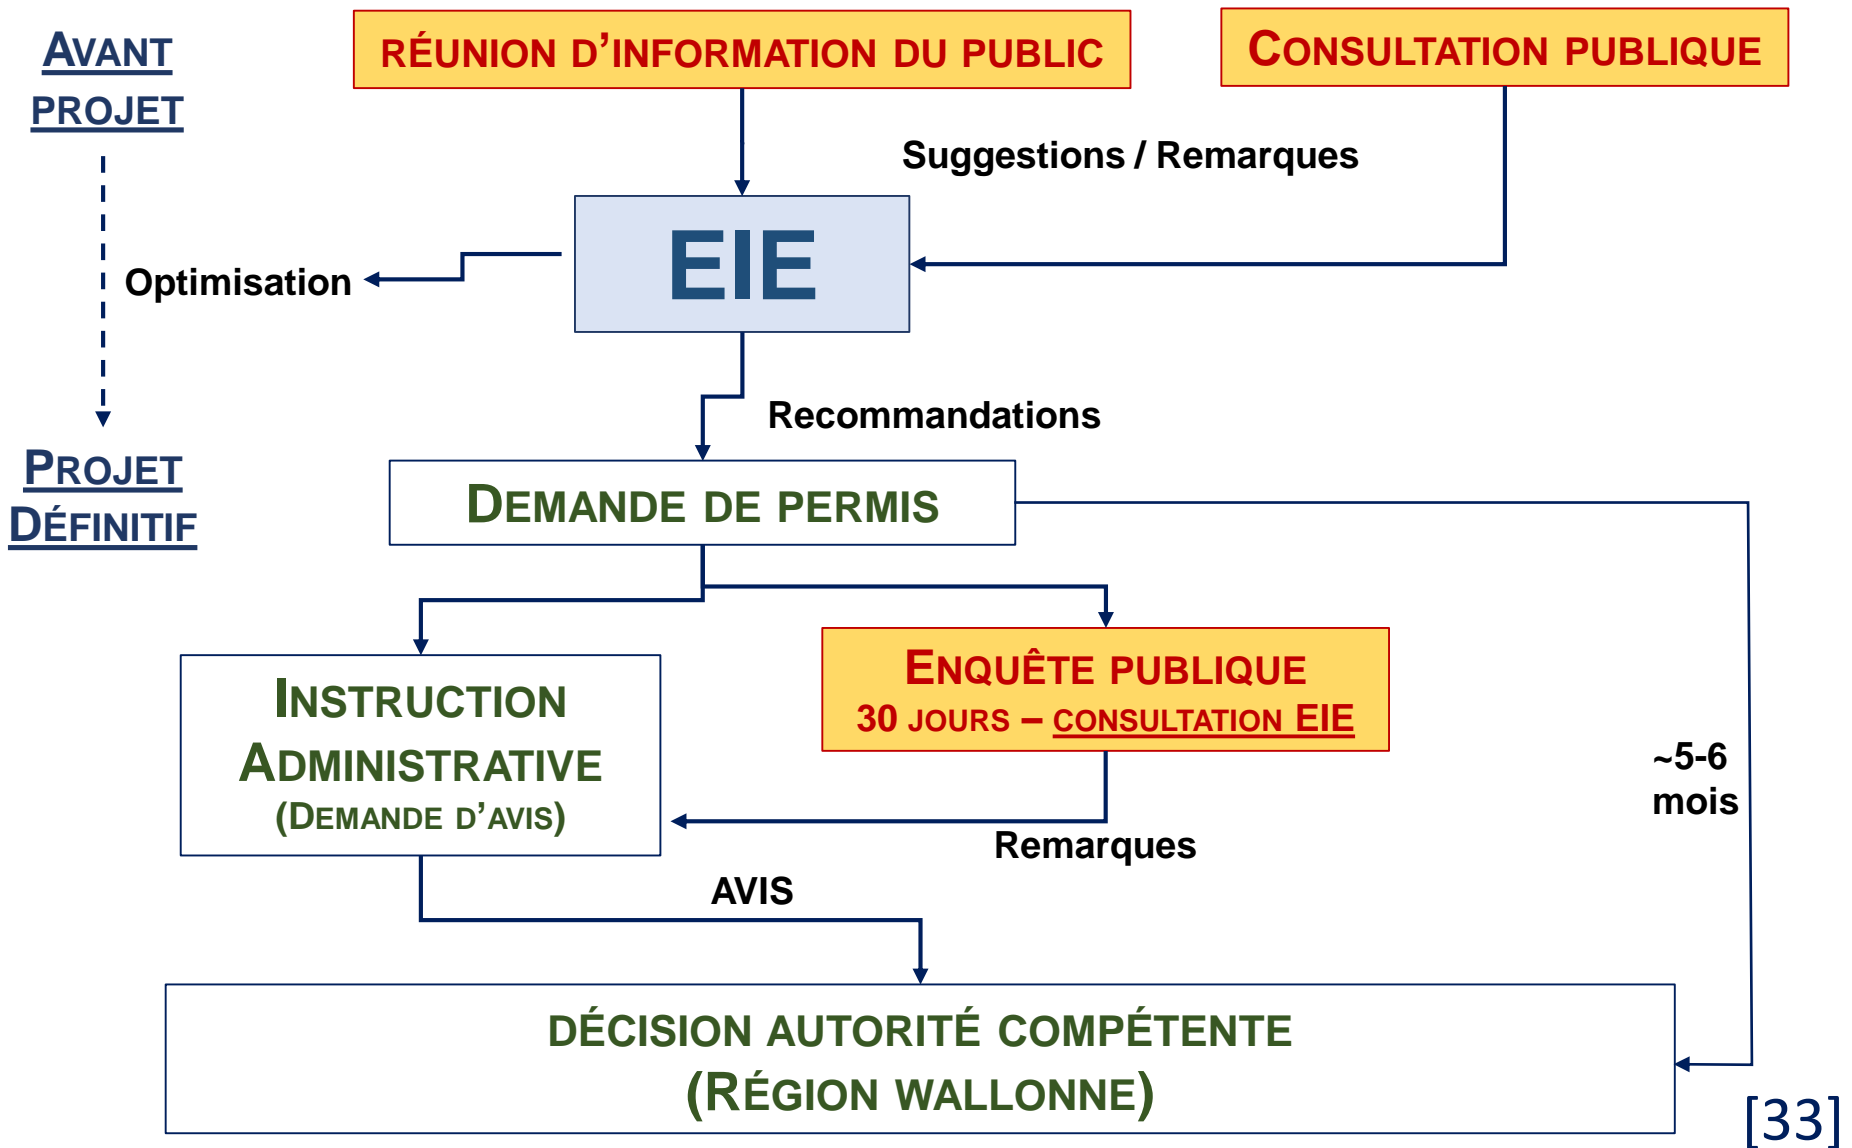 AVANT
PROJET
RÉUNION D'INFORMATION DU PUBLIC
CONSULTATION PUBLIQUE
Suggestions / Remarques
EIE
Optimisation
Recommandations
PROJET
DÉFINITIF
DEMANDE DE PERMIS
INSTRUCTION
ADMINISTRATIVE
(DEMANDE D'AVIS)
ENQUÊTE PUBLIQUE
30 JOURS – CONSULTATION EIE
~5-6
mois
Remarques
AVIS
DÉCISION AUTORITÉ COMPÉTENTE
(RÉGION WALLONNE)
[33]